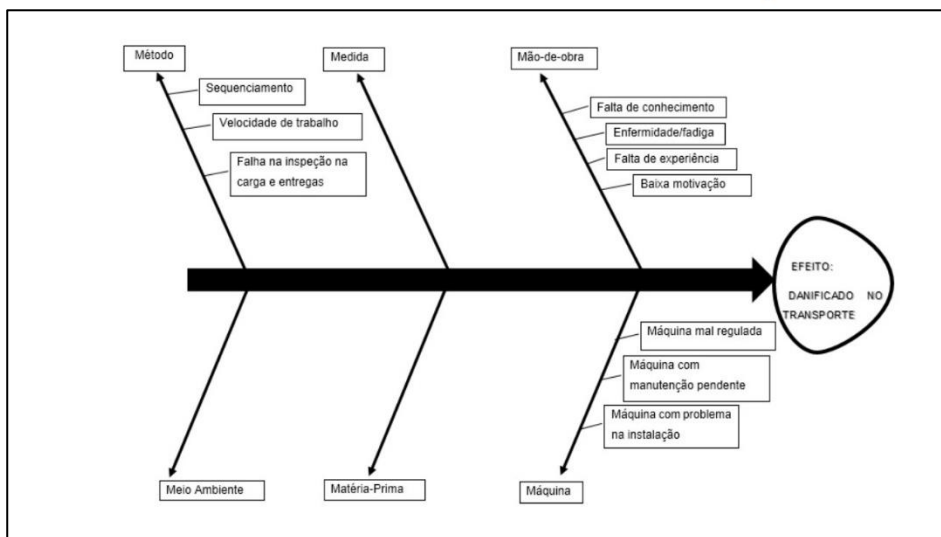 Método
Medida
Mão-de-obra
Sequenciamento
Velocidade de trabalho
Falha na inspeção na
carga e entregas
Falta de conhecimento
Enfermidade/fadiga
Falta de experiência
Baixa motivação
EFEITO:
DANIFICADO NO
TRANSPORTE
Máquina mal regulada
Máquina com
manutenção pendente
Máquina com problema
na instalação
Meio Ambiente
Matéria-Prima
Máquina